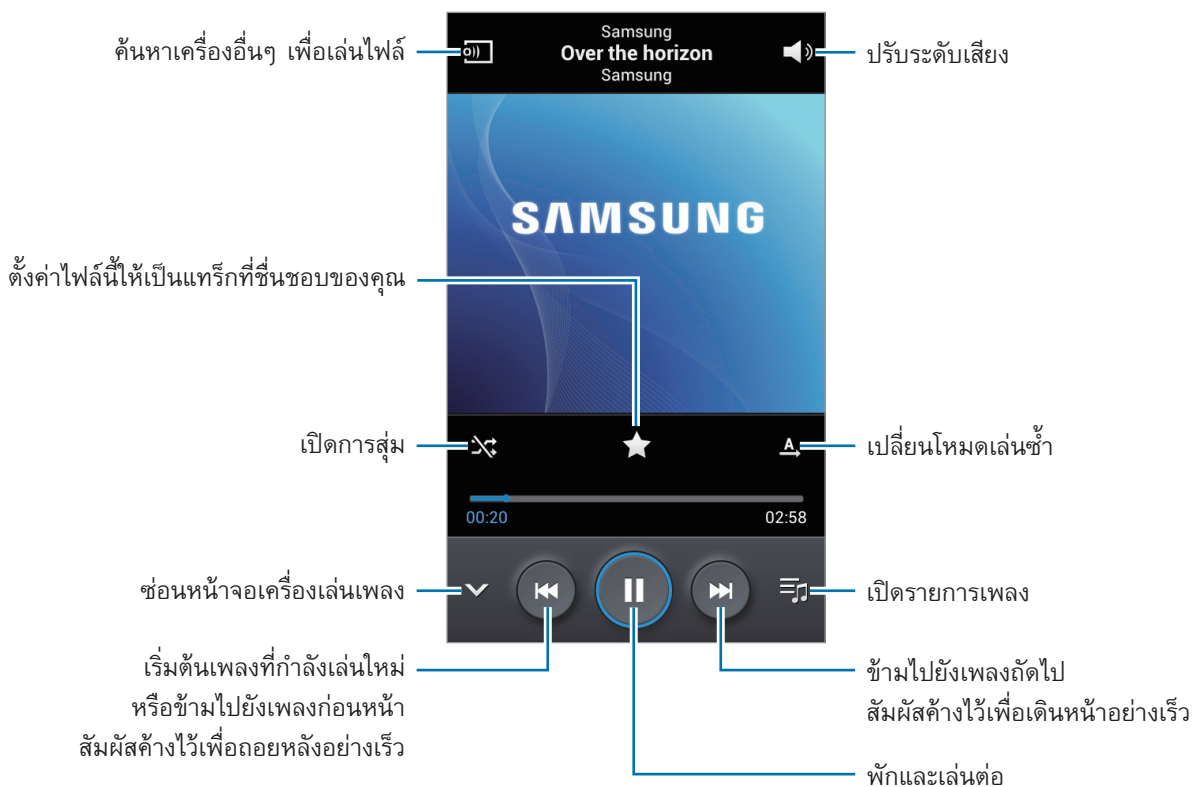 ค้นหาเครื่องอื่นๆ เพื่อเล่นไฟล์
Samsung
Over the horizon
Samsung
ปรับระดับเสียง
SAMSUNG
ตั้งค่าไฟล์นี้ให้เป็นแทร็กที่ชื่นชอบของคุณ
เปิดการสุ่ม
A
เปลี่ยนโหมดเล่นซ้ำ
00:20
02:58
ซ่อนหน้าจอเครื่องเล่นเพลง
เปิดรายการเพลง
เริ่มต้นเพลงที่กำลังเล่นใหม่
หรือข้ามไปยังเพลงก่อนหน้า
สัมผัสค้างไว้เพื่อถอยหลังอย่างเร็ว
ข้ามไปยังเพลงถัดไป
สัมผัสค้างไว้เพื่อเดินหน้าอย่างเร็ว
พักและเล่นต่อ